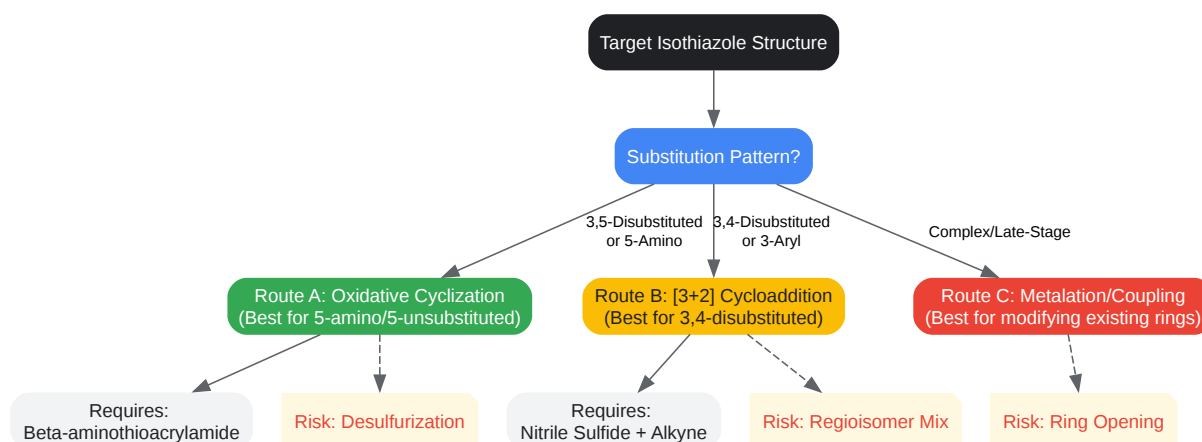 Target Isothiazole Structure
Substitution Pattern?
3,5-Disubstituted
or 5-Amino
3,4-Disubstituted
or 3-Aryl
Complex/Late-Stage
Route A: Oxidative Cyclization
(Best for 5-amino/5-unsubstituted)
Route B: [3+2] Cycloaddition
(Best for 3,4-disubstituted)
Route C: Metalation/Coupling
(Best for modifying existing rings)
Requires:
Beta-aminothioacrylamide
Risk: Desulfurization
Requires:
Nitrile Sulfide + Alkyne
Risk: Regioisomer Mix
Risk: Ring Opening